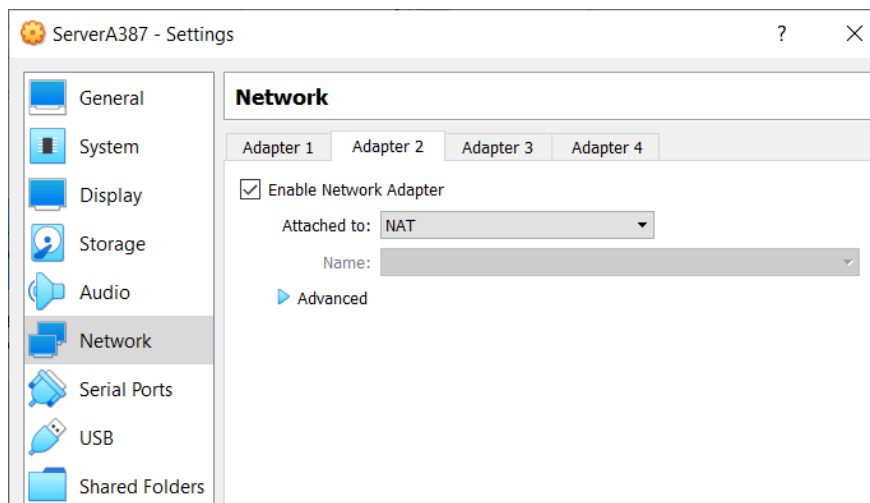 ServerA387 - Settings
?
General
System
Display
Storage
Audio
Network
Serial Ports
USB
Shared Folders
Network
Adapter 1 Adapter 2 Adapter 3 Adapter 4
Enable Network Adapter
Attached to: NAT
Name:
Advanced